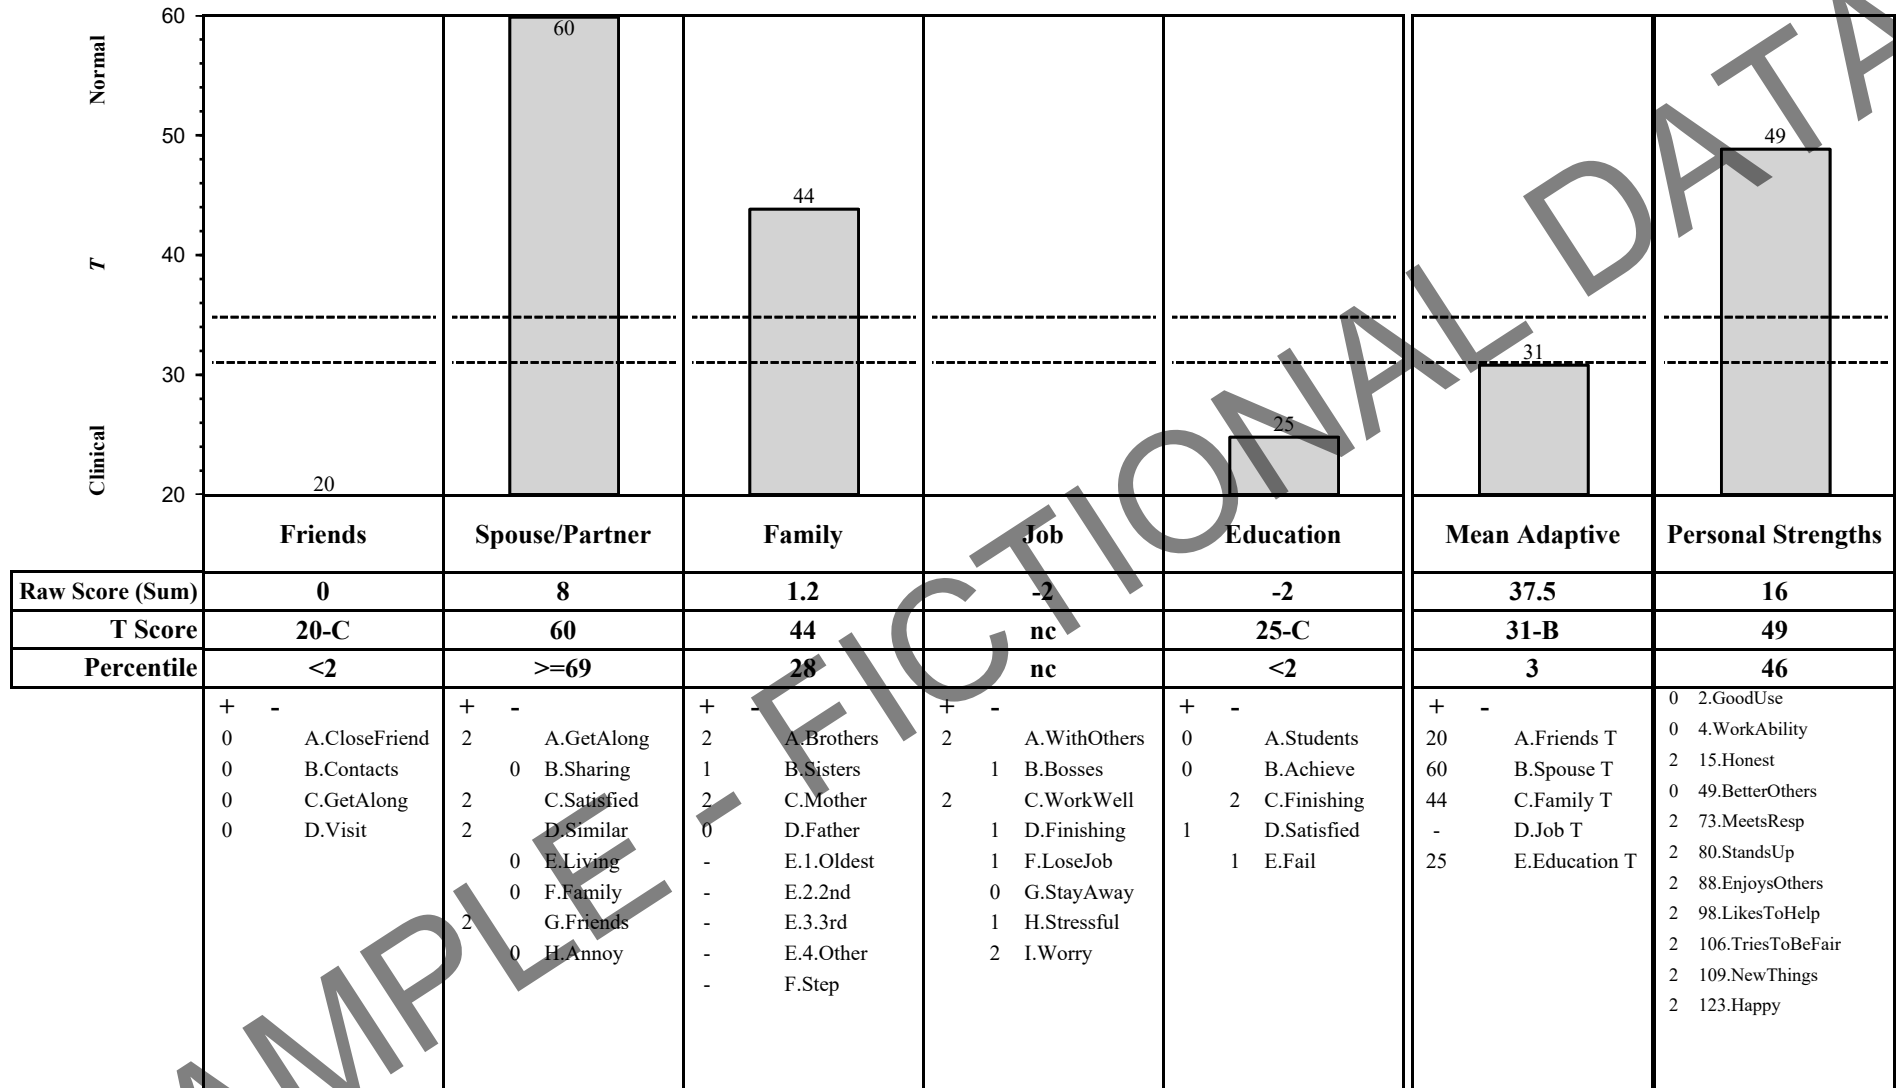 60
50
40
30
20
Normal
T
Clinical
20
60
44
25
31
49
Friends Spouse/Partner Family Job Education Mean Adaptive Personal Strengths
Raw Score (Sum) 0 8 1.2 -2 -2 37.5 16
T Score 20-C 60 44 nc 25-C 31-B 49
Percentile <2 >=69 28 nc <2 3 46
+ -
0 A.CloseFriend
0 B.Contacts
0 C.GetAlong
0 D.Visit
+ -
2 A.GetAlong
0 B.Sharing
2 C.Satisfied
2 D.Similar
0 E.Living
0 F.Family
2 G.Friends
0 H.Annoy
+ -
2 A.Brothers
1 B.Sisters
2 C.Mother
0 D.Father
- E.1.Oldest
- E.2.2nd
- E.3.3rd
- E.4.Other
- F.Step
+ -
2 A.WithOthers
1 B.Bosses
2 C.WorkWell
1 D.Finishing
1 F.LoseJob
0 G.StayAway
1 H.Stressful
2 I.Worry
+ -
0 A.Students
0 B.Achieve
2 C.Finishing
1 D.Satisfied
1 E.Fail
+ -
20 A.Friends T
60 B.Spouse T
44 C.Family T
- D.Job T
25 E.Education T
0 2.GoodUse
0 4.WorkAbility
2 15.Honest
0 49.BetterOthers
2 73.MeetsResp
2 80.StandsUp
2 88.EnjoysOthers
2 98.LikesToHelp
2 106.TriesToBeFair
2 109.NewThings
2 123.Happy
AMPLE - FICTIONAL DATA